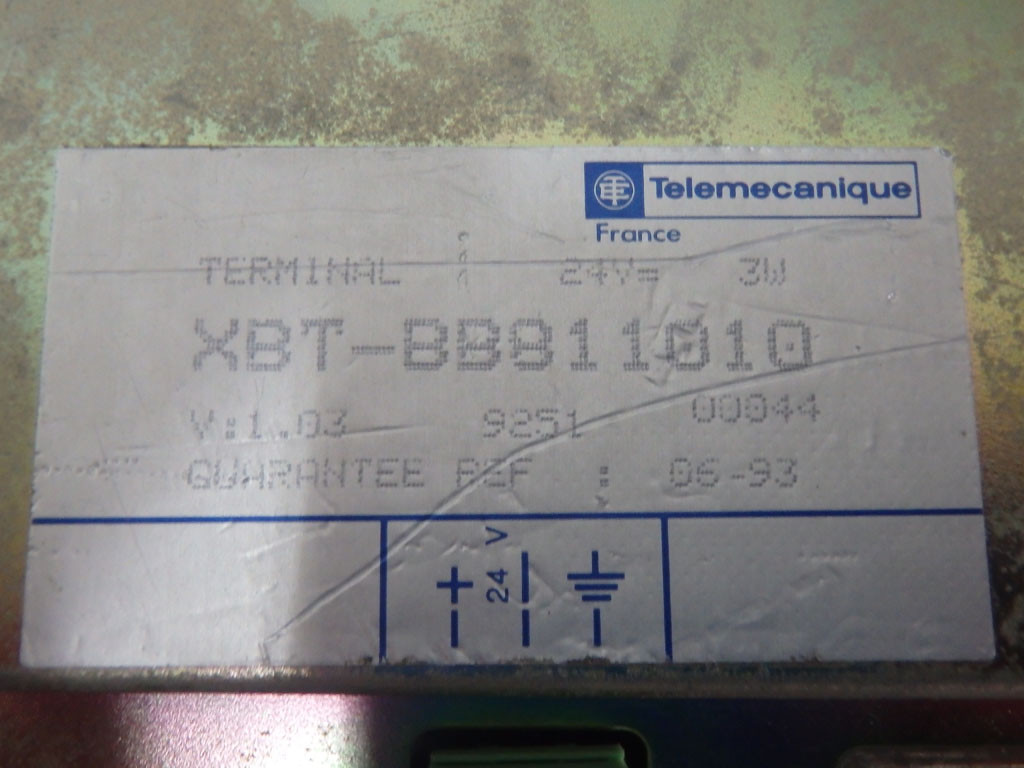 Telemecanique
France
TERMINAL 24V= 3W
XBT-BB811010
V:1.03 9251 00044
GUARANTEE REF : 06-93
+ 24 V −